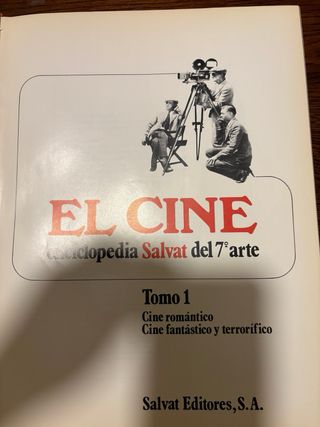 EL CINE
enciclopedia Salvat del 7º arte
Tomo 1
Cine romántico
Cine fantástico y terrorífico
Salvat Editores, S.A.